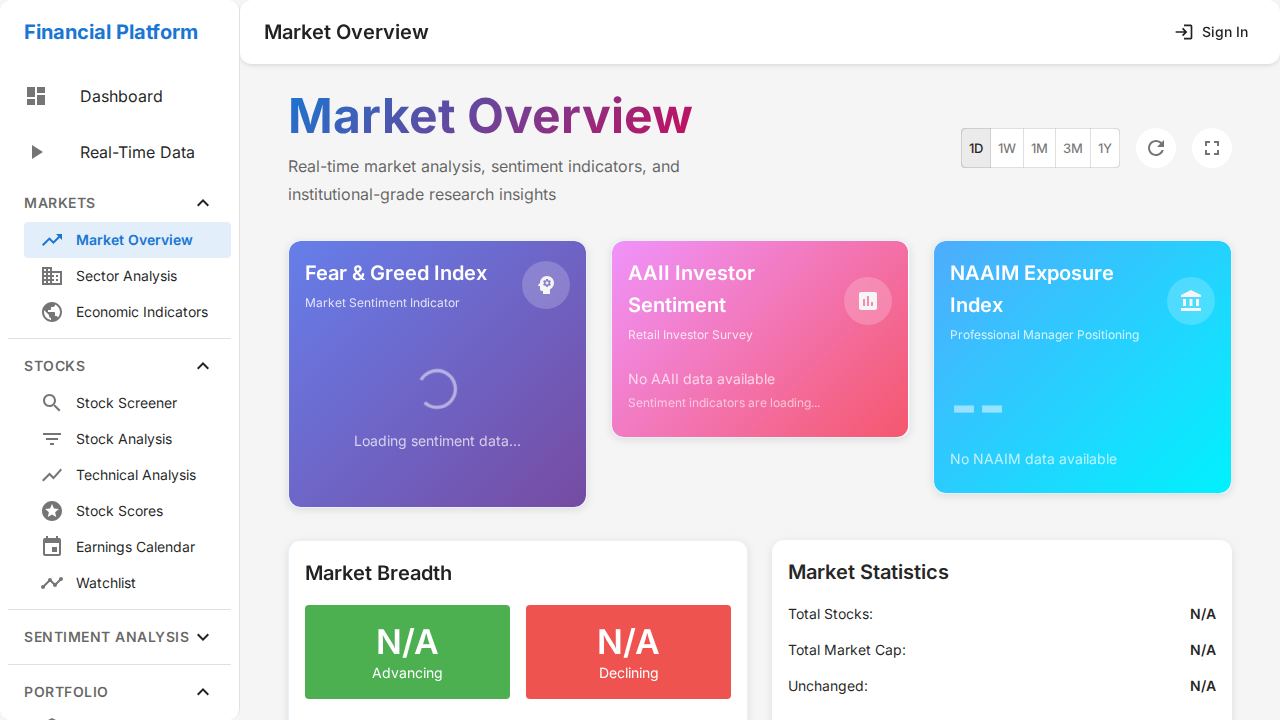 Financial Platform
Dashboard
Real-Time Data
MARKETS
Market Overview
Sector Analysis
Economic Indicators
STOCKS
Stock Screener
Stock Analysis
Technical Analysis
Stock Scores
Earnings Calendar
Watchlist
SENTIMENT ANALYSIS
PORTFOLIO
Market Overview
Sign In
Market Overview
Real-time market analysis, sentiment indicators, and
institutional-grade research insights
1D 1W 1M 3M 1Y
Fear & Greed Index
Market Sentiment Indicator
Loading sentiment data...
AAII Investor
Sentiment
Retail Investor Survey
No AAII data available
Sentiment indicators are loading...
NAAIM Exposure
Index
Professional Manager Positioning
--
No NAAIM data available
Market Breadth
N/A
Advancing
N/A
Declining
Market Statistics
Total Stocks: N/A
Total Market Cap: N/A
Unchanged: N/A